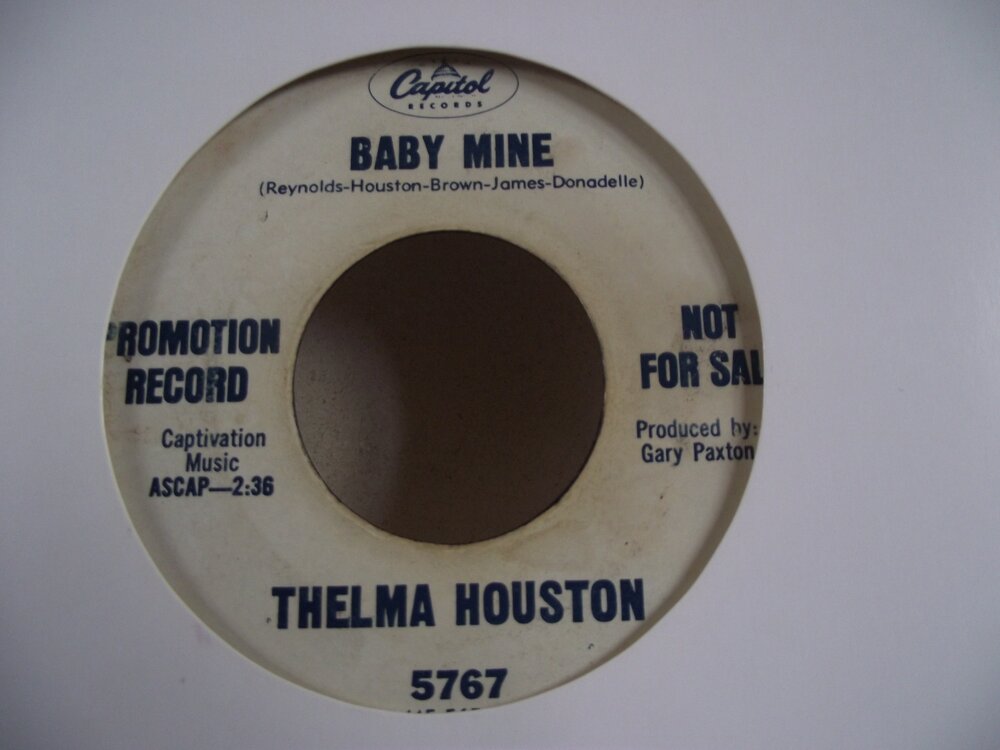 Capitol
RECORDS
BABY MINE
(Reynolds-Houston-Brown-James-Donadelle)
ROMOTION
RECORD
Captivation
Music
ASCAP—2:36
NOT
FOR SAL
Produced by:
Gary Paxton
THELMA HOUSTON
5767